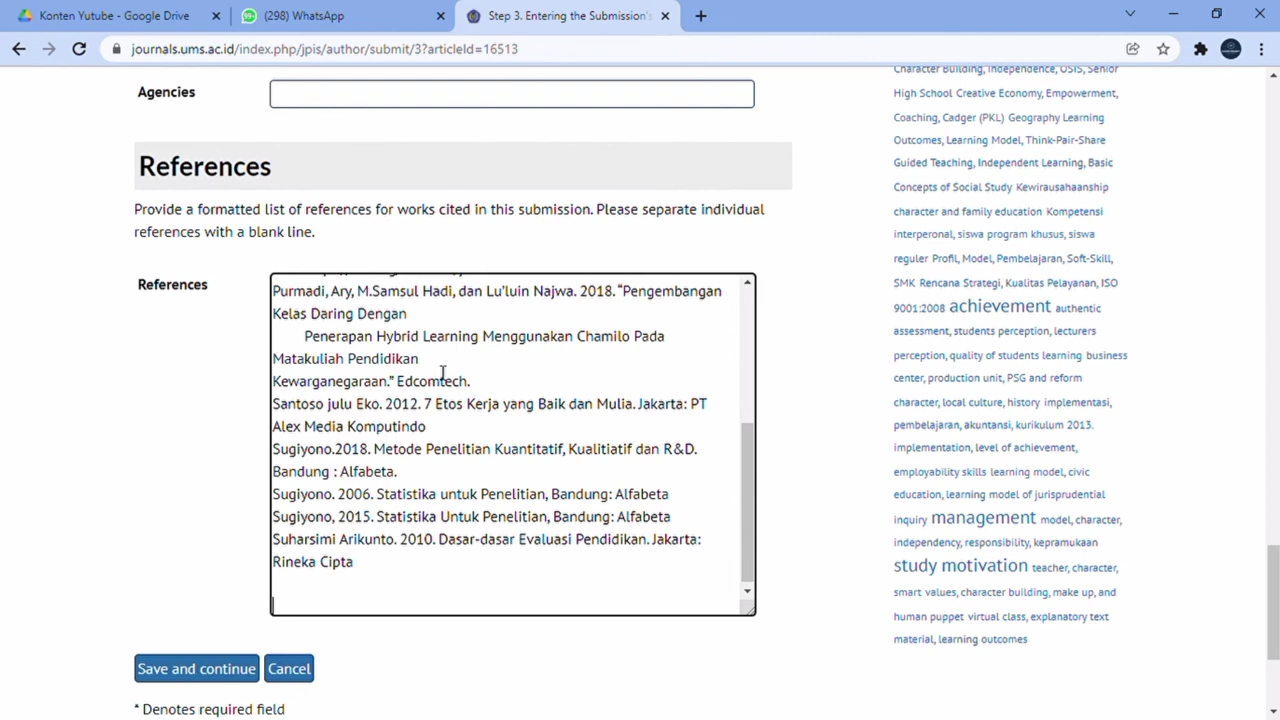 Konten Yutube - Google Drive
(298) WhatsApp
Step 3. Entering the Submission's
journals.ums.ac.id/index.php/jpis/author/submit/3?articleId=16513
Agencies
References
Provide a formatted list of references for works cited in this submission. Please separate individual
references with a blank line.
References
Purmadi, Ary, M.Samsul Hadi, dan Lu'luin Najwa. 2018. "Pengembangan
Kelas Daring Dengan
Penerapan Hybrid Learning Menggunakan Chamilo Pada
Matakuliah Pendidikan
Kewarganegaraan." Edcomtech.
Santoso julu Eko. 2012. 7 Etos Kerja yang Baik dan Mulia. Jakarta: PT
Alex Media Komputindo
Sugiyono.2018. Metode Penelitian Kuantitatif, Kualitiatif dan R&D.
Bandung : Alfabeta.
Sugiyono. 2006. Statistika untuk Penelitian, Bandung: Alfabeta
Sugiyono, 2015. Statistika Untuk Penelitian, Bandung: Alfabeta
Suharsimi Arikunto. 2010. Dasar-dasar Evaluasi Pendidikan. Jakarta:
Rineka Cipta
Save and continue
Cancel
* Denotes required field
Character Building, independence, OSIS, Senior
High School Creative Economy, Empowerment,
Coaching, Cadger (PKL) Geography Learning
Outcomes, Learning Model, Think-Pair-Share
Guided Teaching, Independent Learning, Basic
Concepts of Social Study Kewirausahaanship
character and family education Kompetensi
interperonal, siswa program khusus, siswa
reguler Profil, Model, Pembelajaran, Soft-Skill,
SMK Rencana Strategi, Kualitas Pelayanan, ISO
9001:2008 achievement authentic
assessment, students perception, lecturers
perception, quality of students learning business
center, production unit, PSG and reform
character, local culture, history implementasi,
pembelajaran, akuntansi, kurikulum 2013.
implementation, level of achievement,
employability skills learning model, civic
education, learning model of jurisprudential
inquiry management model, character,
independency, responsibility, kepramukaan
study motivation teacher, character,
smart values, character building, make up, and
human puppet virtual class, explanatory text
material, learning outcomes